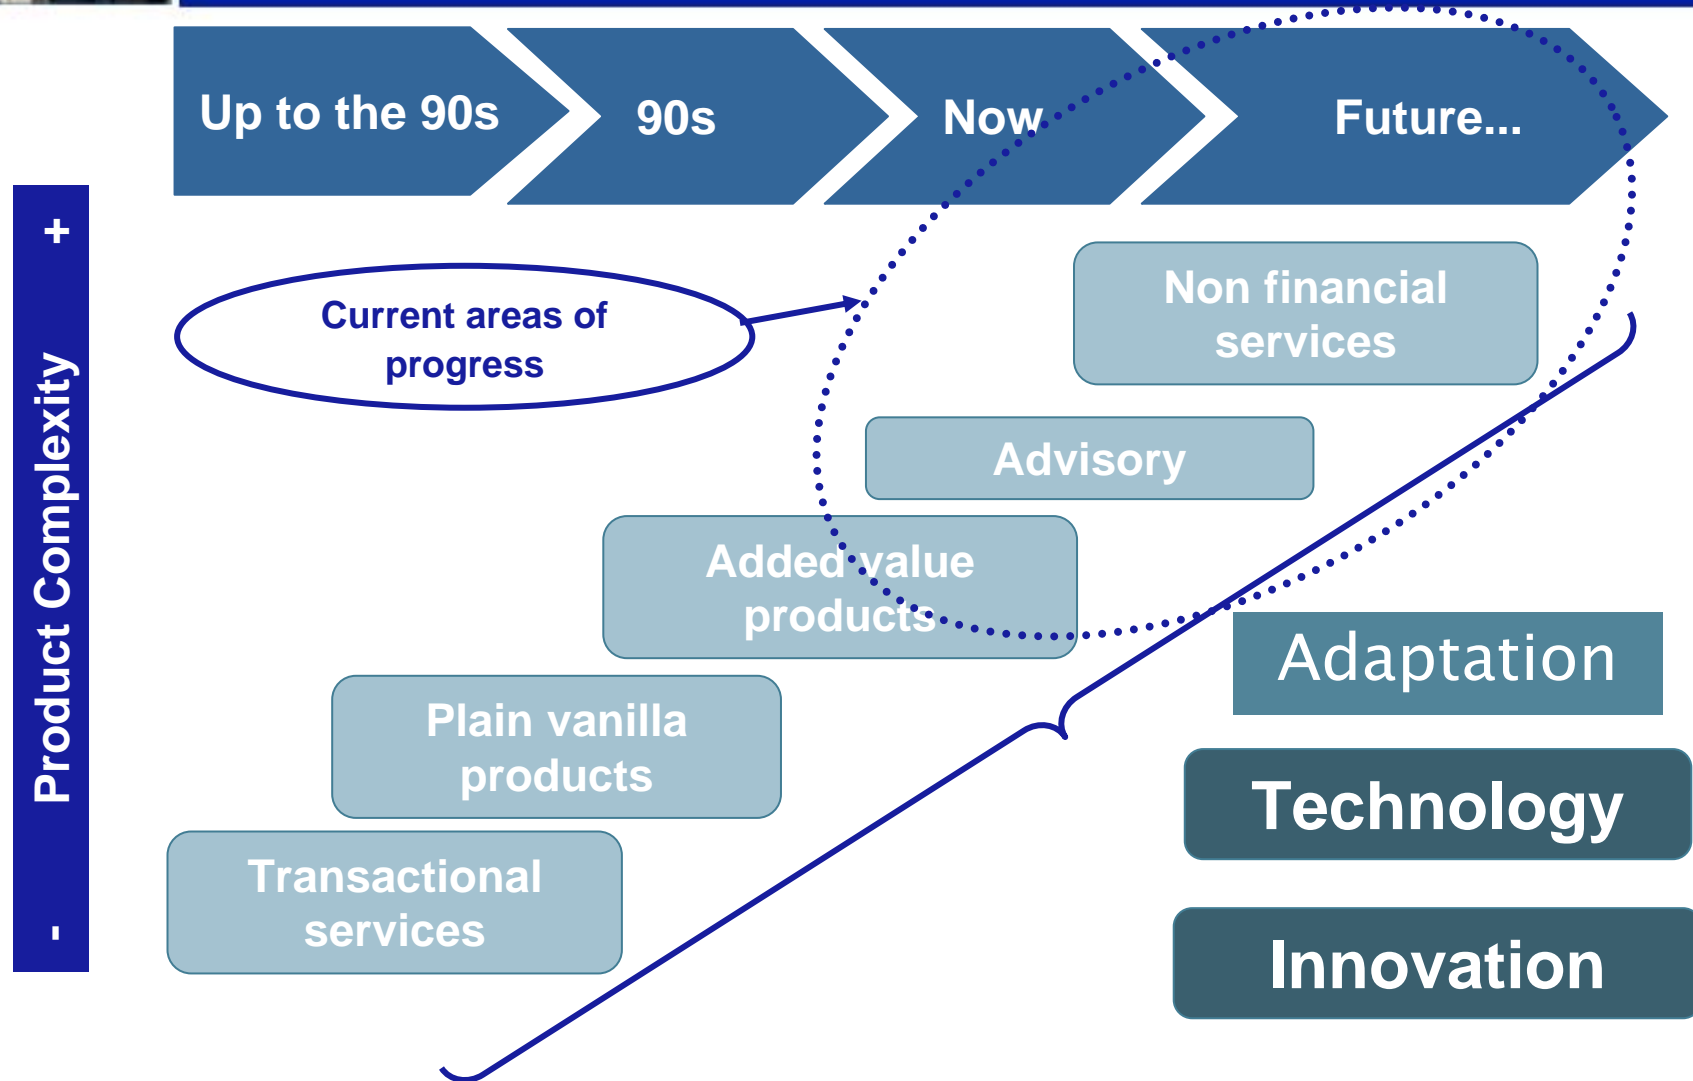 Up to the 90s
90s
Now
Future...
+
Product Complexity
-
Current areas of
progress
Non financial
services
Advisory
Added value
products
Plain vanilla
products
Transactional
services
Adaptation
Technology
Innovation